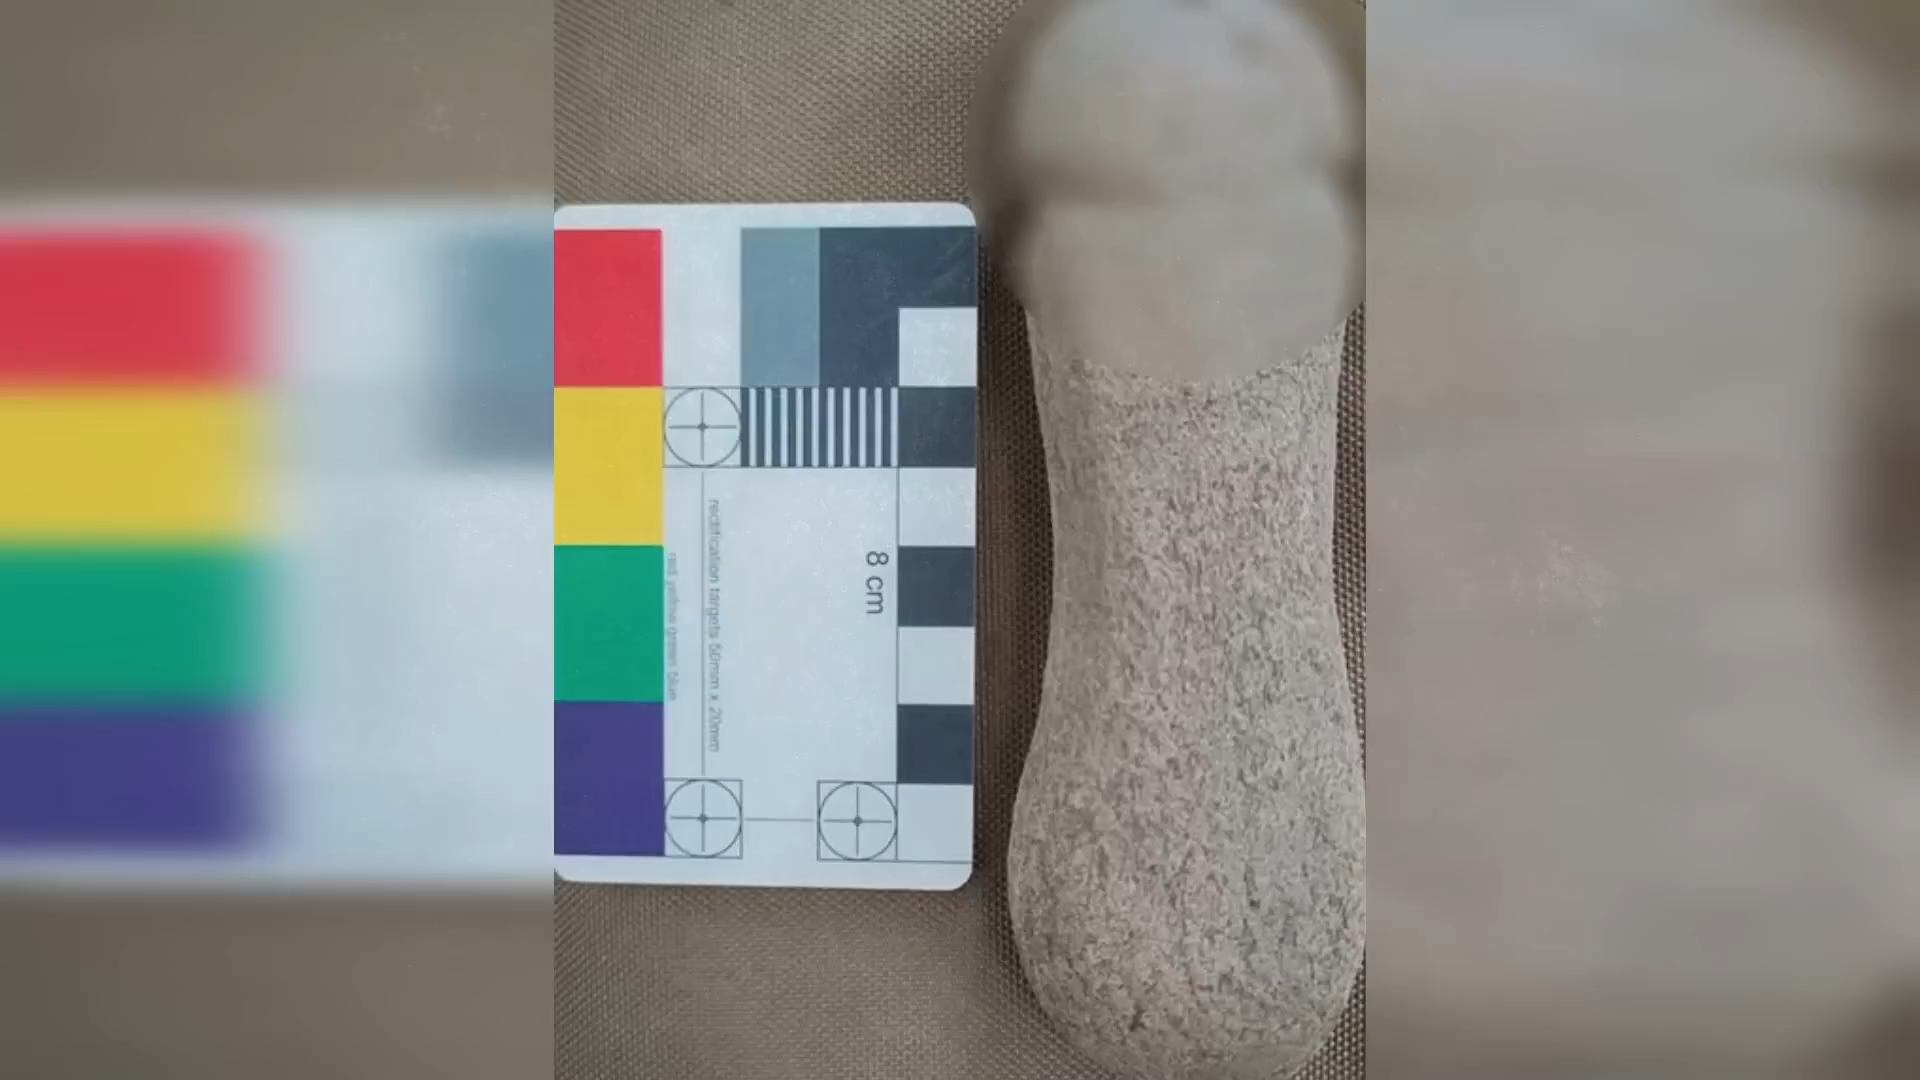 8 cm
rectification targets 50mm x 20mm
red yellow green blue